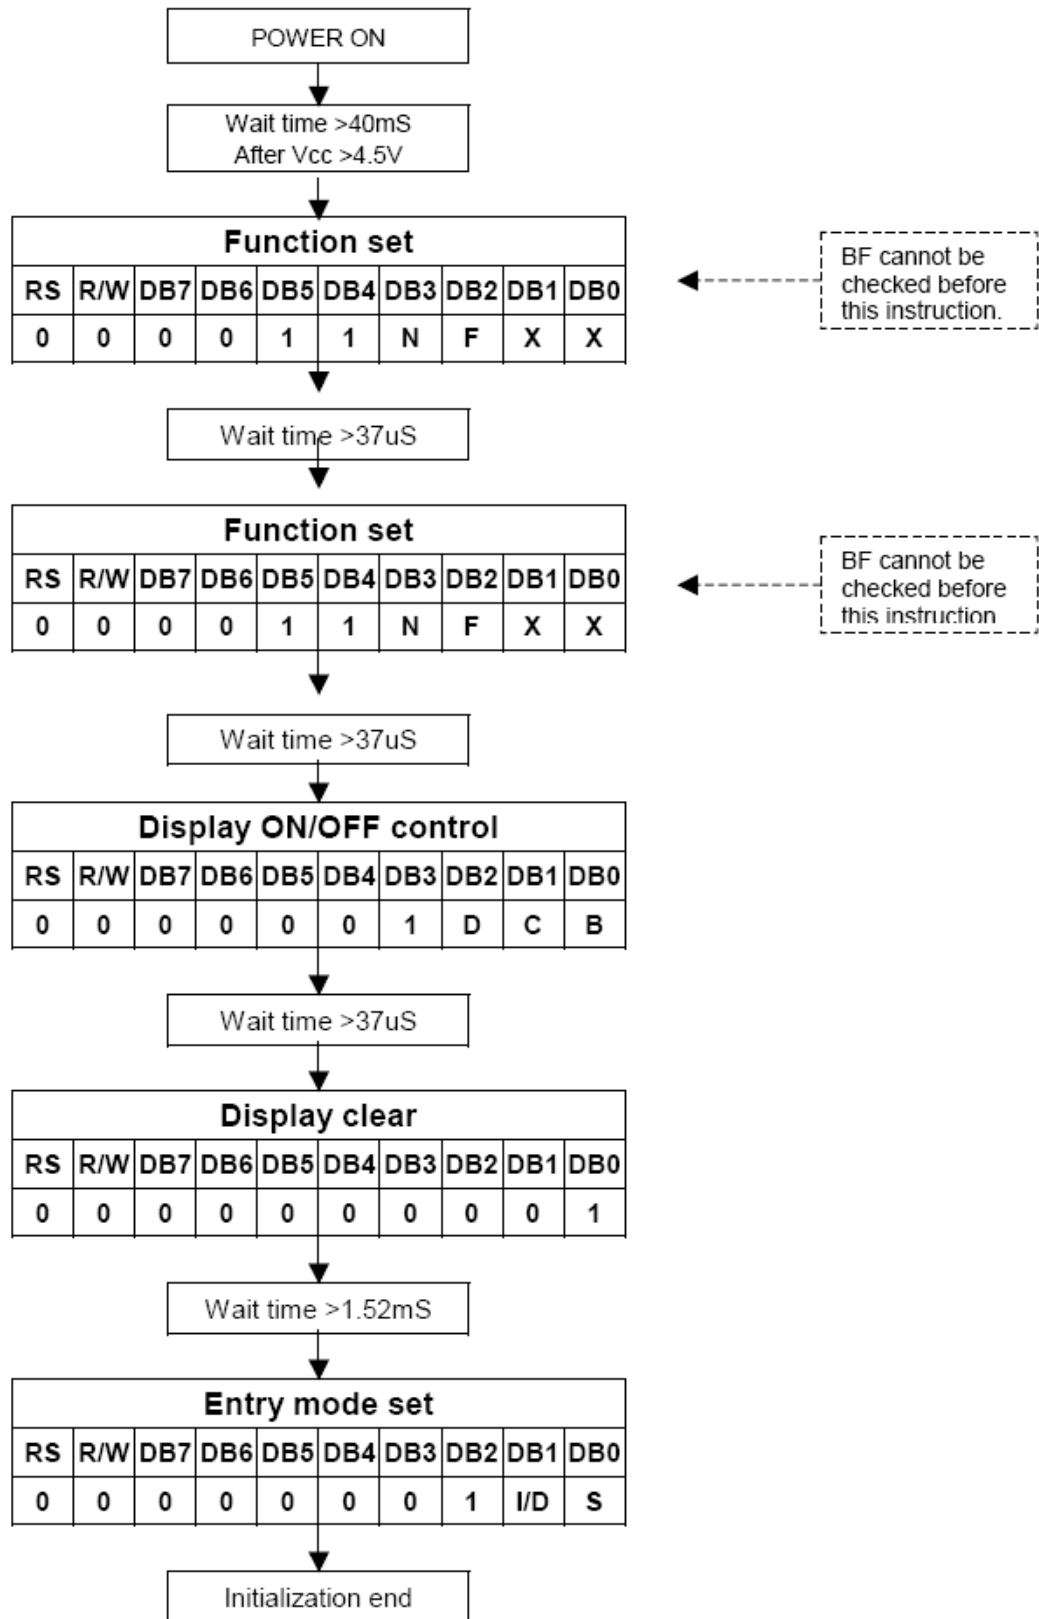 POWER ON
Wait time >40mS
After Vcc >4.5V
Function set
RS R/W DB7 DB6 DB5 DB4 DB3 DB2 DB1 DB0
0 0 0 0 1 1 N F X X
BF cannot be
checked before
this instruction.
Wait time >37uS
Function set
RS R/W DB7 DB6 DB5 DB4 DB3 DB2 DB1 DB0
0 0 0 0 1 1 N F X X
BF cannot be
checked before
this instruction
Wait time >37uS
Display ON/OFF control
RS R/W DB7 DB6 DB5 DB4 DB3 DB2 DB1 DB0
0 0 0 0 0 0 1 D C B
Wait time >37uS
Display clear
RS R/W DB7 DB6 DB5 DB4 DB3 DB2 DB1 DB0
0 0 0 0 0 0 0 0 0 1
Wait time >1.52mS
Entry mode set
RS R/W DB7 DB6 DB5 DB4 DB3 DB2 DB1 DB0
0 0 0 0 0 0 0 1 I/D S
Initialization end